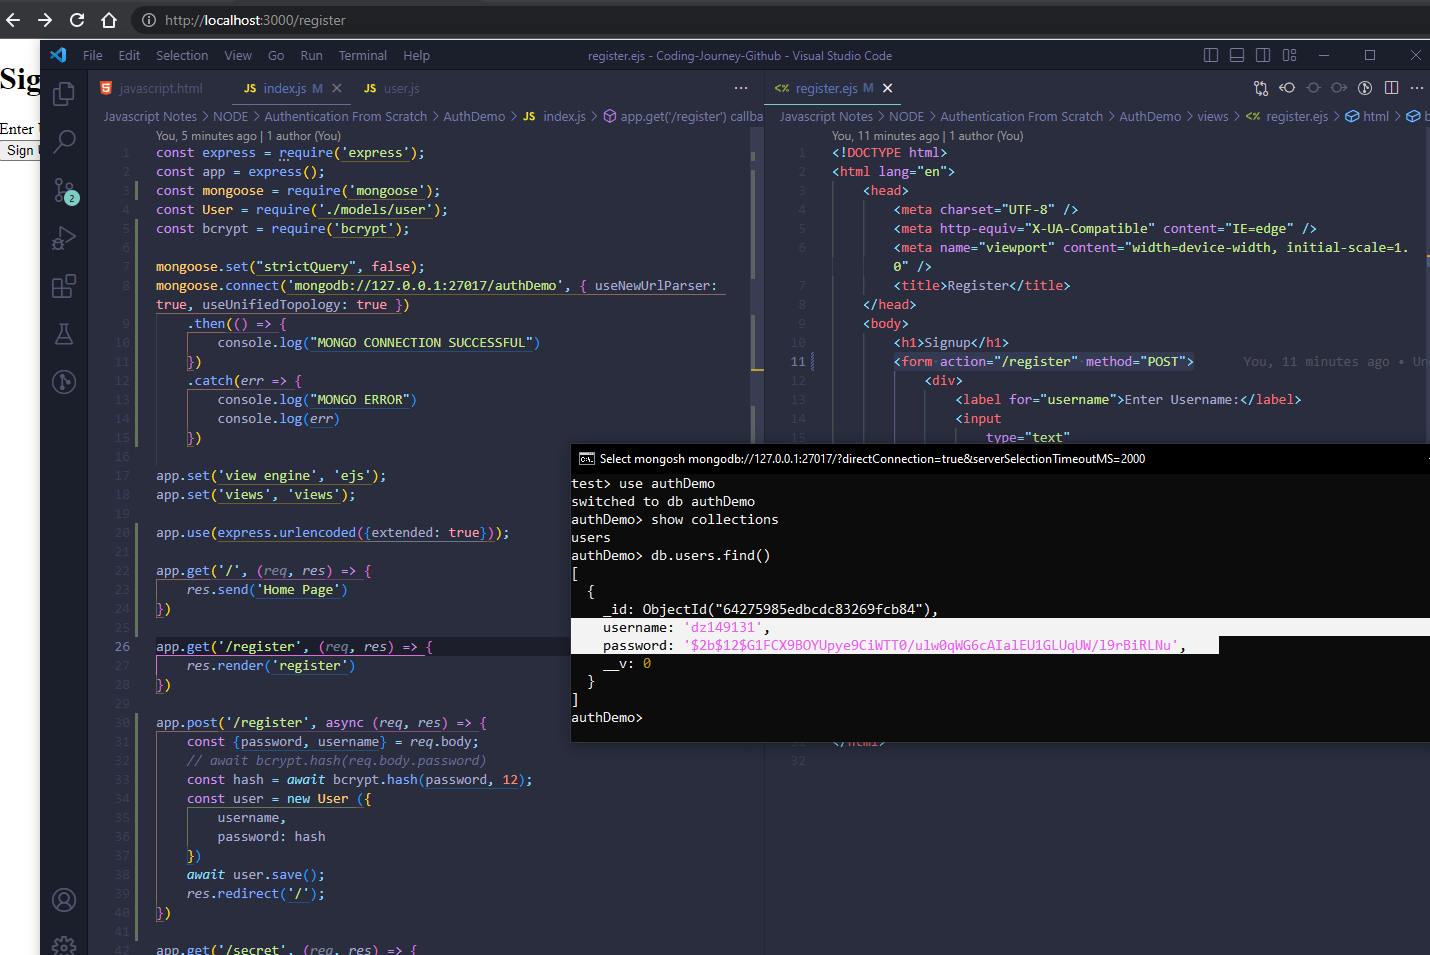 http://localhost:3000/register
File Edit Selection View Go Run Terminal Help
register.ejs - Coding-Journey-Github - Visual Studio Code
Sig
Enter
Sign
2
javascript.html
JS index.js M
JS user.js
...
<% register.ejs M
...
Javascript Notes > NODE > Authentication From Scratch > AuthDemo > JS index.js > app.get('/register') callba
You, 5 minutes ago | 1 author (You)
1 const express = require('express');
2 const app = express();
3 const mongoose = require('mongoose');
4 const User = require('./models/user');
5 const bcrypt = require('bcrypt');
6
7 mongoose.set("strictQuery", false);
8 mongoose.connect('mongodb://127.0.0.1:27017/authDemo', { useNewUrlParser:
true, useUnifiedTopology: true })
9 .then(() => {
10 console.log("MONGO CONNECTION SUCCESSFUL")
11 })
12 .catch(err => {
13 console.log("MONGO ERROR")
14 console.log(err)
15 })
16
17 app.set('view engine', 'ejs');
18 app.set('views', 'views');
19
20 app.use(express.urlencoded({extended: true}));
21
22 app.get('/', (req, res) => {
23 res.send('Home Page')
24 })
25
26 app.get('/register', (req, res) => {
27 res.render('register')
28 })
29
30 app.post('/register', async (req, res) => {
31 const {password, username} = req.body;
32 // await bcrypt.hash(req.body.password)
33 const hash = await bcrypt.hash(password, 12);
34 const user = new User ({
35 username,
36 password: hash
37 })
38 await user.save();
39 res.redirect('/');
40 })
41
42 app.get('/secret', (req, res) => {
Javascript Notes > NODE > Authentication From Scratch > AuthDemo > views > <% register.ejs > html > b
You, 11 minutes ago | 1 author (You)
1 <!DOCTYPE html>
2 <html lang="en">
3 <head>
4 <meta charset="UTF-8" />
5 <meta http-equiv="X-UA-Compatible" content="IE=edge" />
6 <meta name="viewport" content="width=device-width, initial-scale=1.
0" />
7 <title>Register</title>
8 </head>
9 <body>
10 <h1>Signup</h1>
11 <form action="/register" method="POST"> You, 11 minutes ago • Un
12 <div>
13 <label for="username">Enter Username:</label>
14 <input
15 type="text"
Select mongosh mongodb://127.0.0.1:27017/?directConnection=true&serverSelectionTimeoutMS=2000
test> use authDemo
switched to db authDemo
authDemo> show collections
users
authDemo> db.users.find()
[
{
_id: ObjectId("64275985edbcdc83269fcb84"),
username: 'dz149131',
password: '$2b$12$G1FCX9BOYUpye9CiWTT0/ulw0qWG6cAIalEU1GLUqUW/l9rBiRLNu',
__v: 0
}
]
authDemo>
31 </html>
32